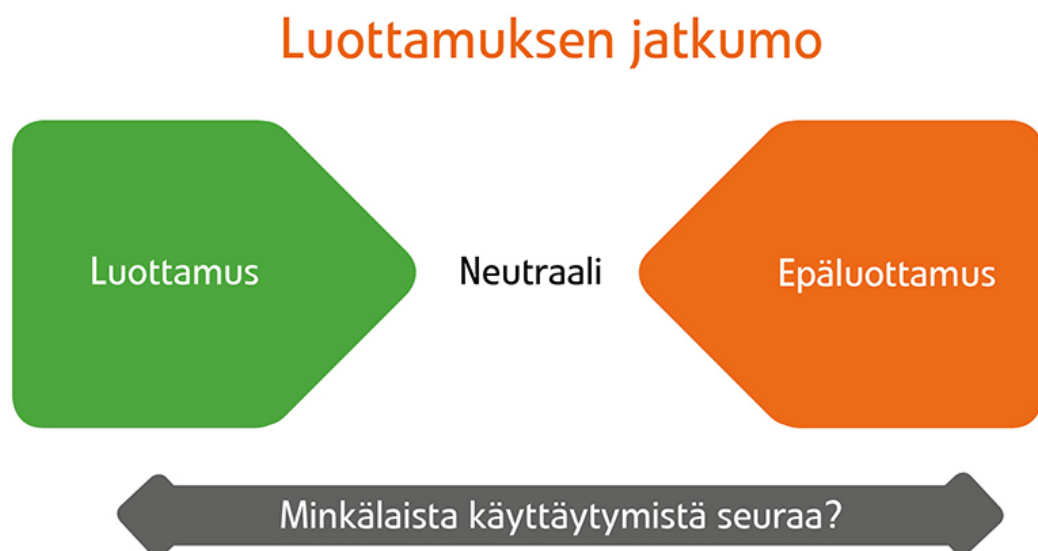 Luottamuksen jatkumo
Luottamus
Neutraali
Epäluottamus
Minkälaista käyttäytymistä seuraa?